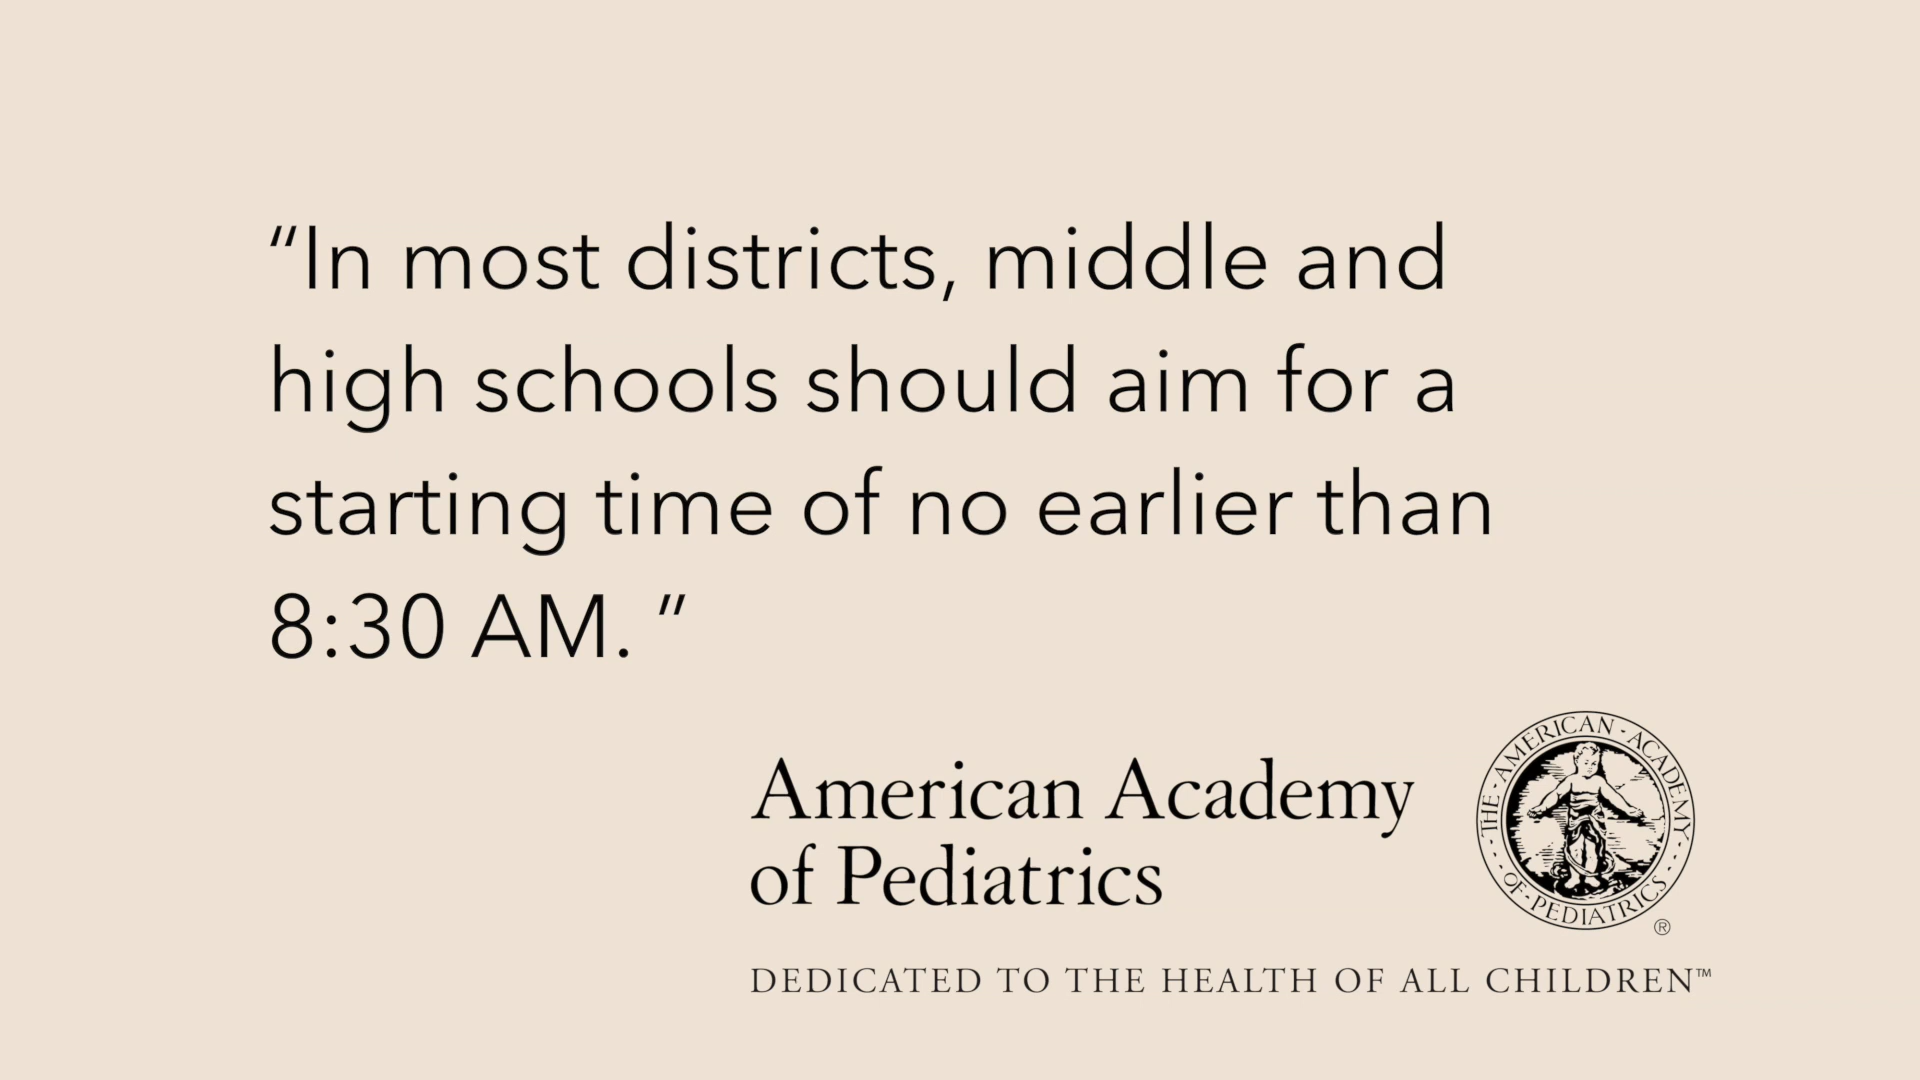 “In most districts, middle and
high schools should aim for a
starting time of no earlier than
8:30 AM. ”
American Academy
of Pediatrics
DEDICATED TO THE HEALTH OF ALL CHILDREN™
·THE·AMERICAN·ACADEMY·
OF·PEDIATRICS
®